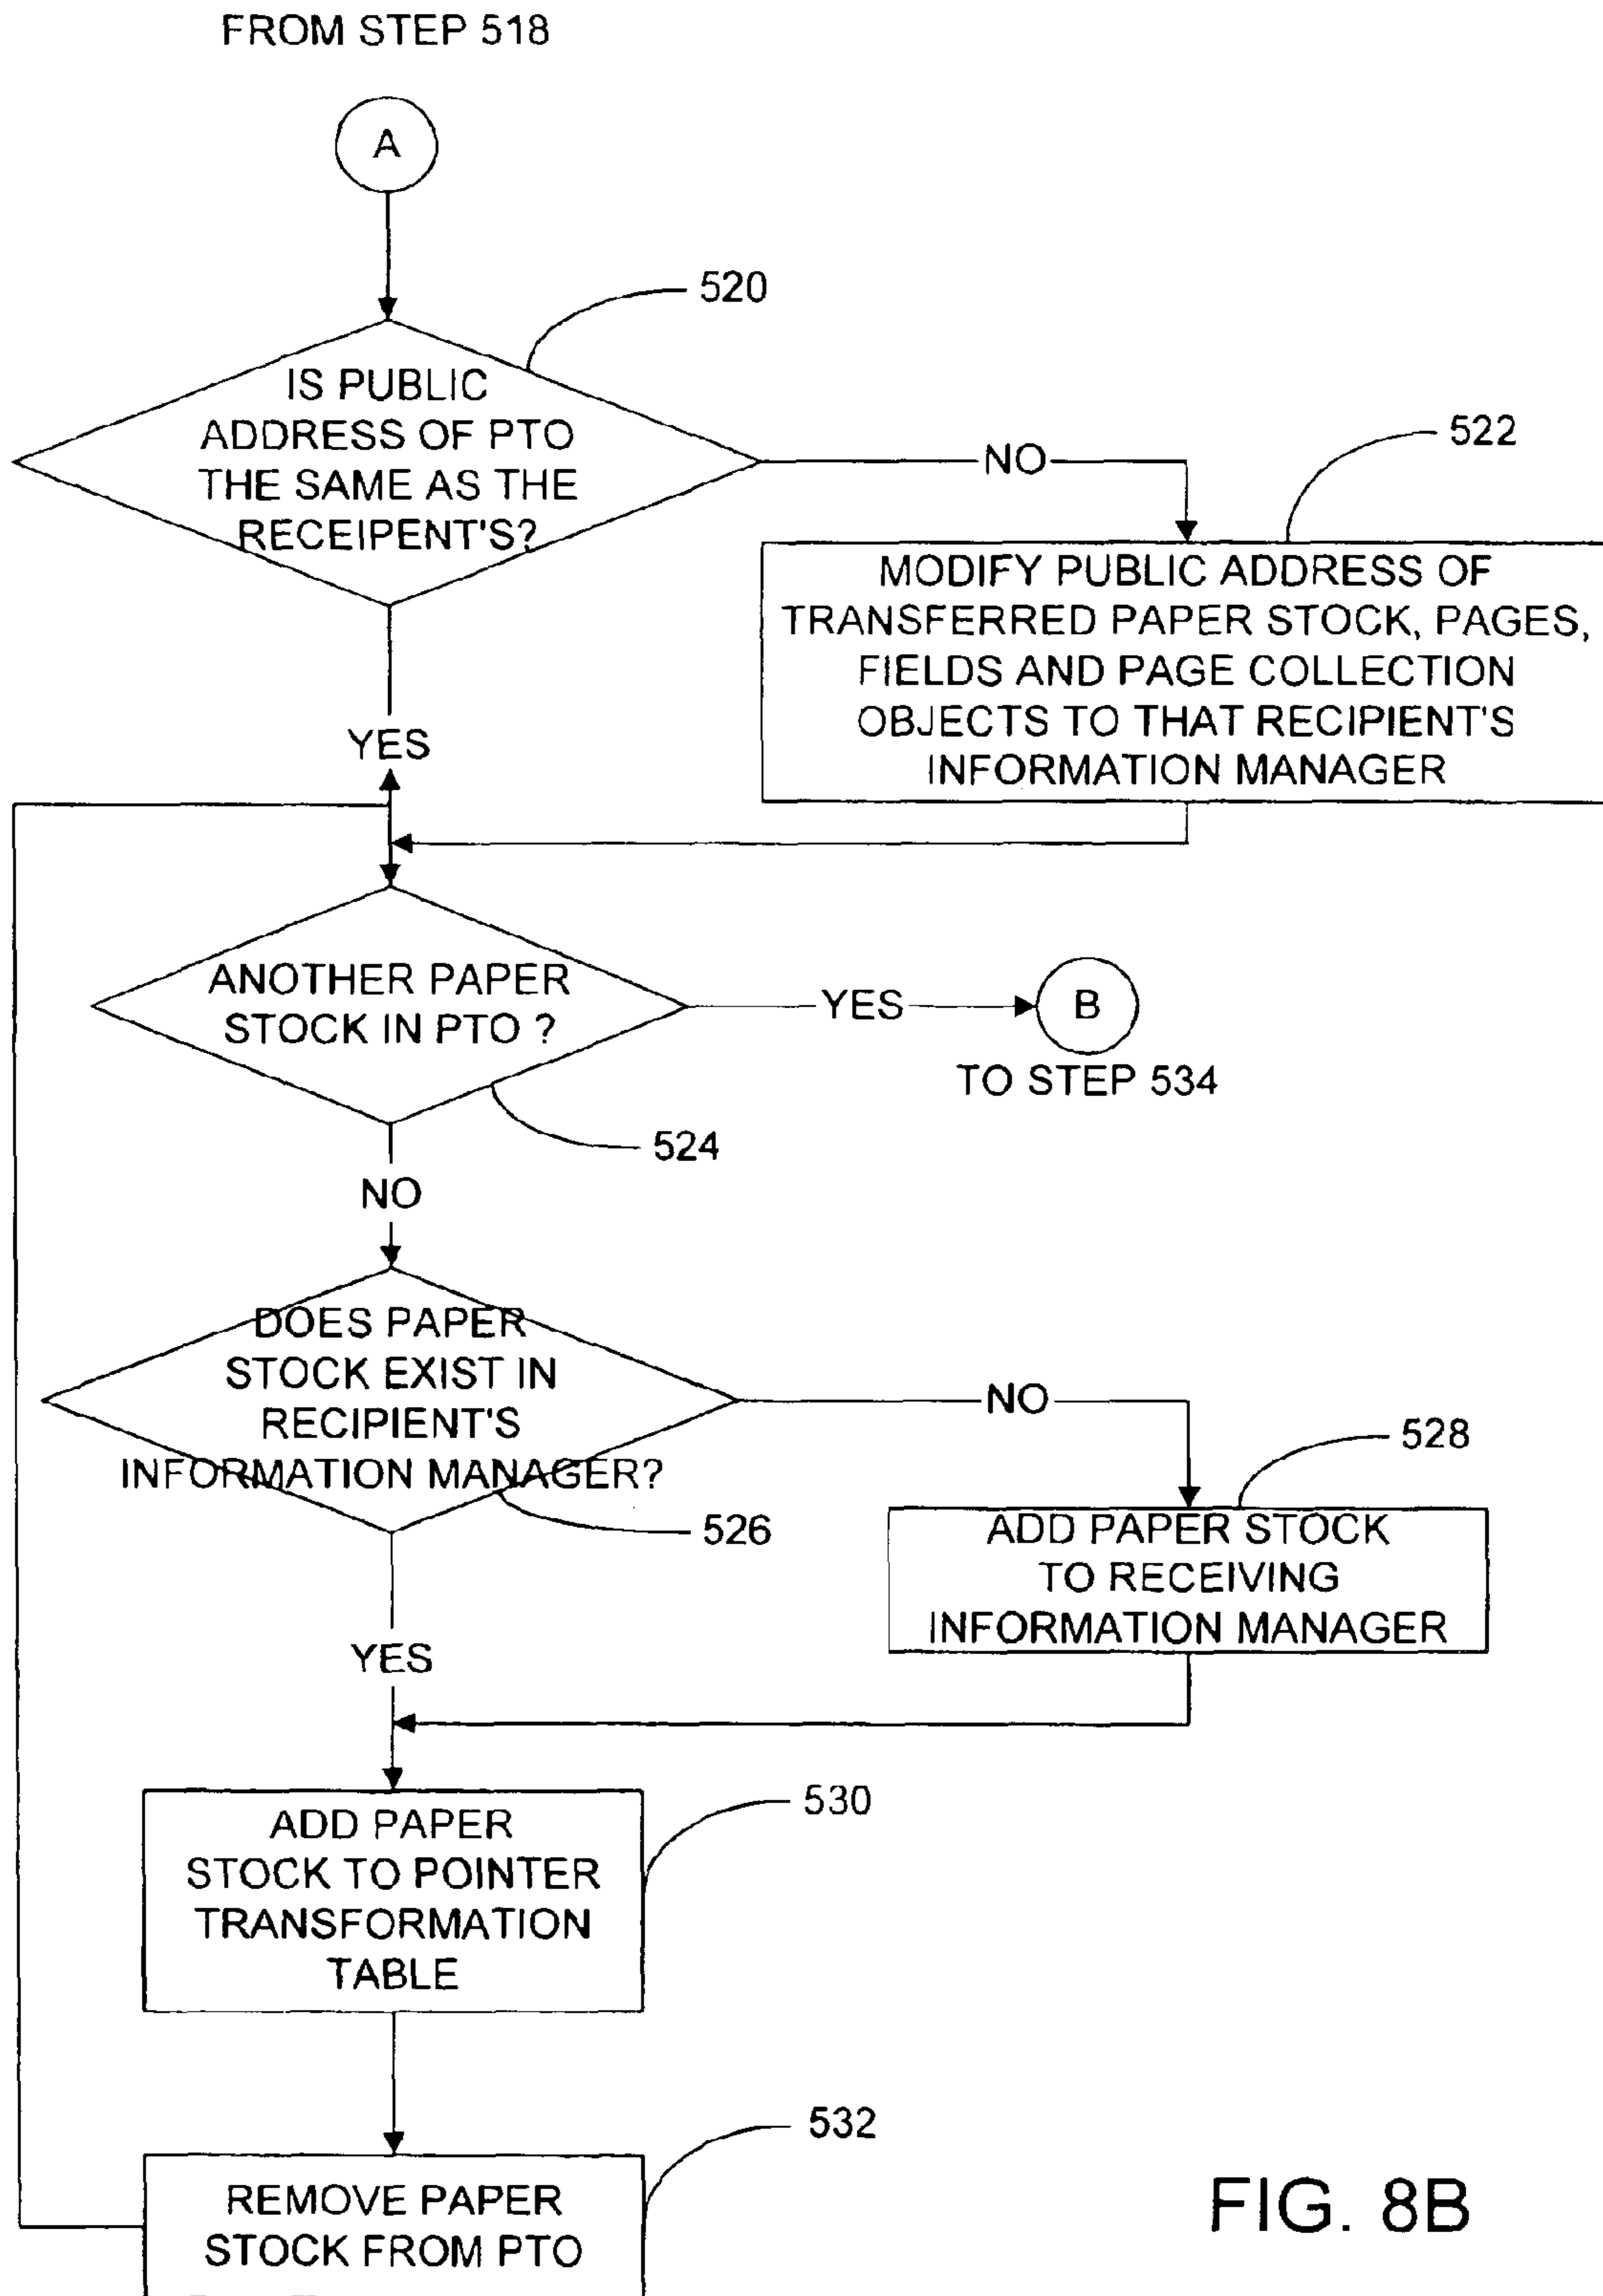 FROM STEP 518
A
520
IS PUBLIC
ADDRESS OF PTO
THE SAME AS THE
RECEIPENT'S?
NO
522
MODIFY PUBLIC ADDRESS OF
TRANSFERRED PAPER STOCK, PAGES,
FIELDS AND PAGE COLLECTION
OBJECTS TO THAT RECIPIENT'S
INFORMATION MANAGER
YES
ANOTHER PAPER
STOCK IN PTO ?
YES
B
TO STEP 534
524
NO
DOES PAPER
STOCK EXIST IN
RECIPIENT'S
INFORMATION MANAGER?
NO
528
526
ADD PAPER STOCK
TO RECEIVING
INFORMATION MANAGER
YES
530
ADD PAPER
STOCK TO POINTER
TRANSFORMATION
TABLE
532
REMOVE PAPER
STOCK FROM PTO
FIG. 8B